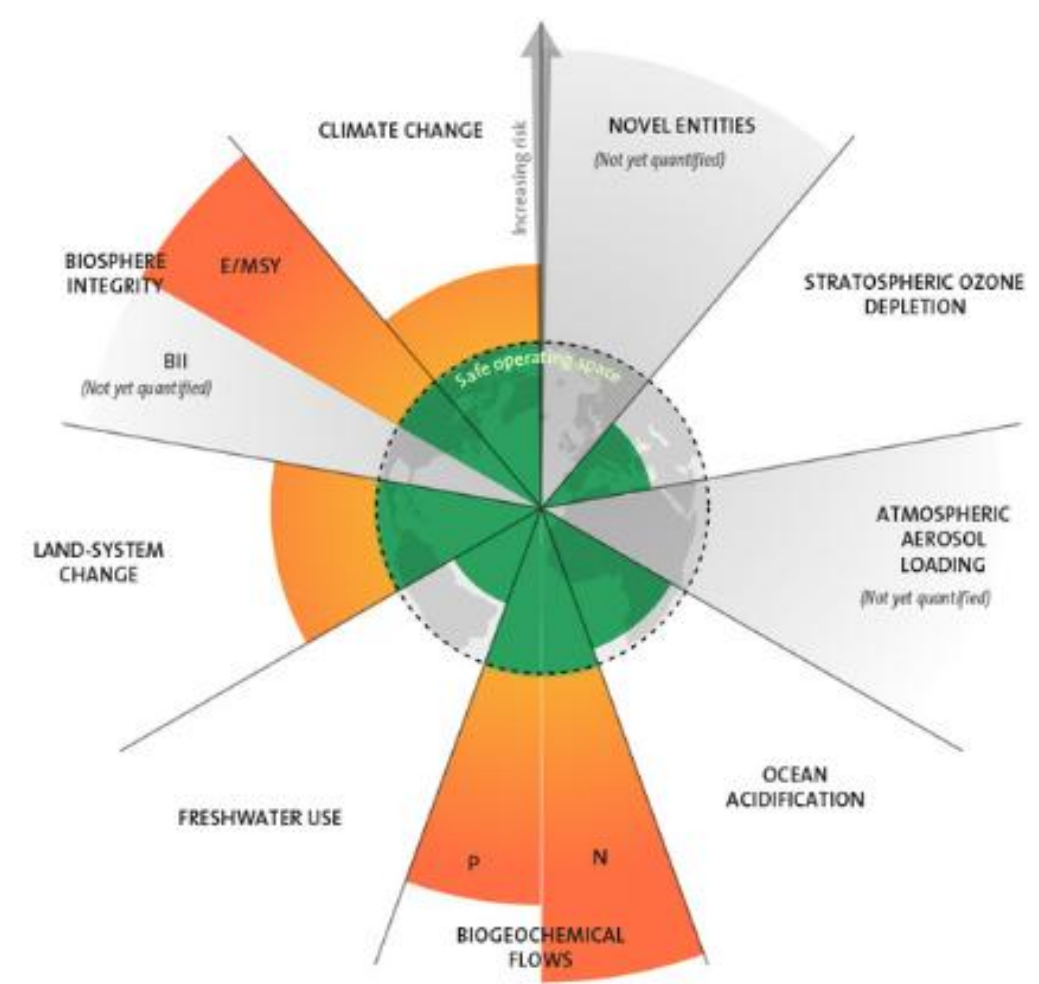 CLIMATE CHANGE
Increasing risk
NOVEL ENTITIES
(Not yet quantified)
STRATOSPHERIC OZONE
DEPLETION
ATMOSPHERIC
AEROSOL
LOADING
(Not yet quantified)
OCEAN
ACIDIFICATION
N
P
BIOGEOCHEMICAL
FLOWS
FRESHWATER USE
LAND-SYSTEM
CHANGE
BIOSPHERE
INTEGRITY
E/MSY
BII
(Not yet quantified)
Safe operating space